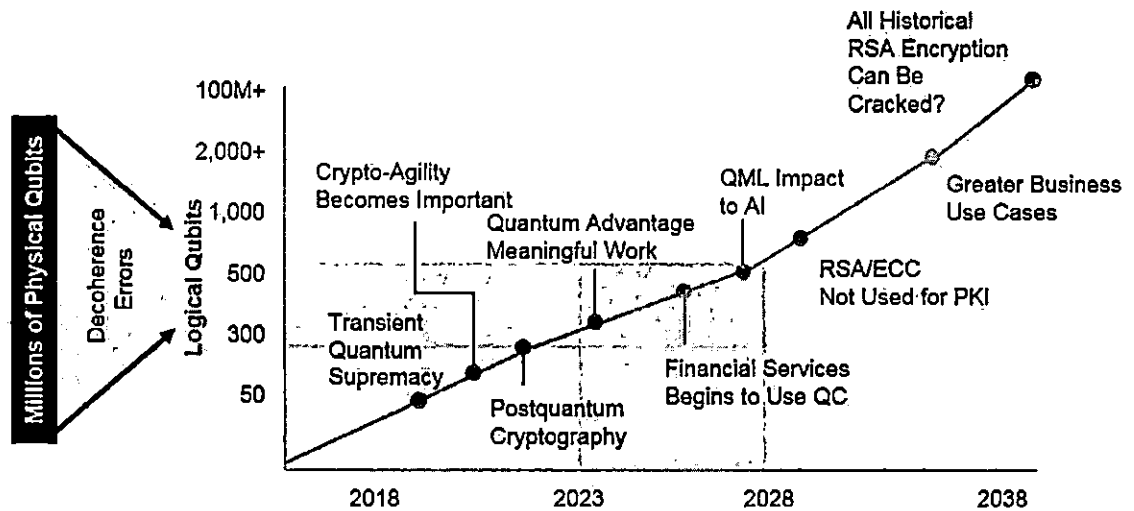 All Historical
RSA Encryption
Can Be
Cracked?
100M+
2,000+
1,000
500
300
50
Millions of Physical Qubits
Decoherence
Errors
Logical Qubits
Crypto-Agility
Becomes Important
Quantum Advantage
Meaningful Work
QML Impact
to AI
Greater Business
Use Cases
RSA/ECC
Not Used for PKI
Transient
Quantum
Supremacy
Postquantum
Cryptography
Financial Services
Begins to Use QC
2018
2023
2028
2038